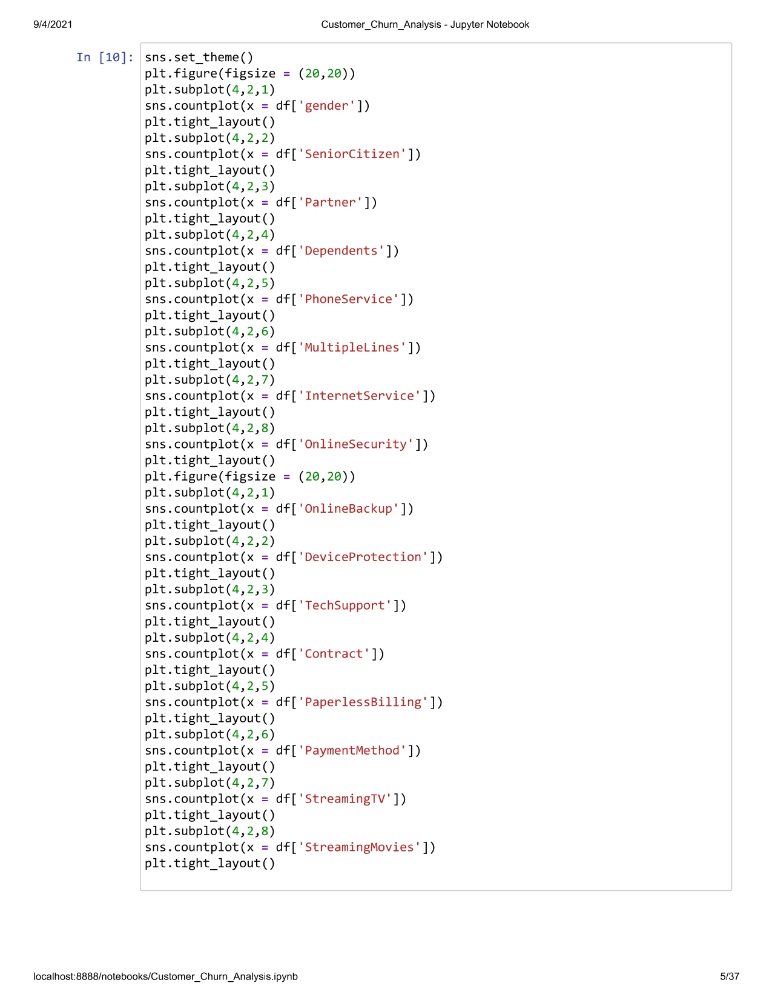 9/4/2021
Customer_Churn_Analysis - Jupyter Notebook
In [10]:
sns.set_theme()
plt.figure(figsize = (20,20))
plt.subplot(4,2,1)
sns.countplot(x = df['gender'])
plt.tight_layout()
plt.subplot(4,2,2)
sns.countplot(x = df['SeniorCitizen'])
plt.tight_layout()
plt.subplot(4,2,3)
sns.countplot(x = df['Partner'])
plt.tight_layout()
plt.subplot(4,2,4)
sns.countplot(x = df['Dependents'])
plt.tight_layout()
plt.subplot(4,2,5)
sns.countplot(x = df['PhoneService'])
plt.tight_layout()
plt.subplot(4,2,6)
sns.countplot(x = df['MultipleLines'])
plt.tight_layout()
plt.subplot(4,2,7)
sns.countplot(x = df['InternetService'])
plt.tight_layout()
plt.subplot(4,2,8)
sns.countplot(x = df['OnlineSecurity'])
plt.tight_layout()
plt.figure(figsize = (20,20))
plt.subplot(4,2,1)
sns.countplot(x = df['OnlineBackup'])
plt.tight_layout()
plt.subplot(4,2,2)
sns.countplot(x = df['DeviceProtection'])
plt.tight_layout()
plt.subplot(4,2,3)
sns.countplot(x = df['TechSupport'])
plt.tight_layout()
plt.subplot(4,2,4)
sns.countplot(x = df['Contract'])
plt.tight_layout()
plt.subplot(4,2,5)
sns.countplot(x = df['PaperlessBilling'])
plt.tight_layout()
plt.subplot(4,2,6)
sns.countplot(x = df['PaymentMethod'])
plt.tight_layout()
plt.subplot(4,2,7)
sns.countplot(x = df['StreamingTV'])
plt.tight_layout()
plt.subplot(4,2,8)
sns.countplot(x = df['StreamingMovies'])
plt.tight_layout()
localhost:8888/notebooks/Customer_Churn_Analysis.ipynb
5/37